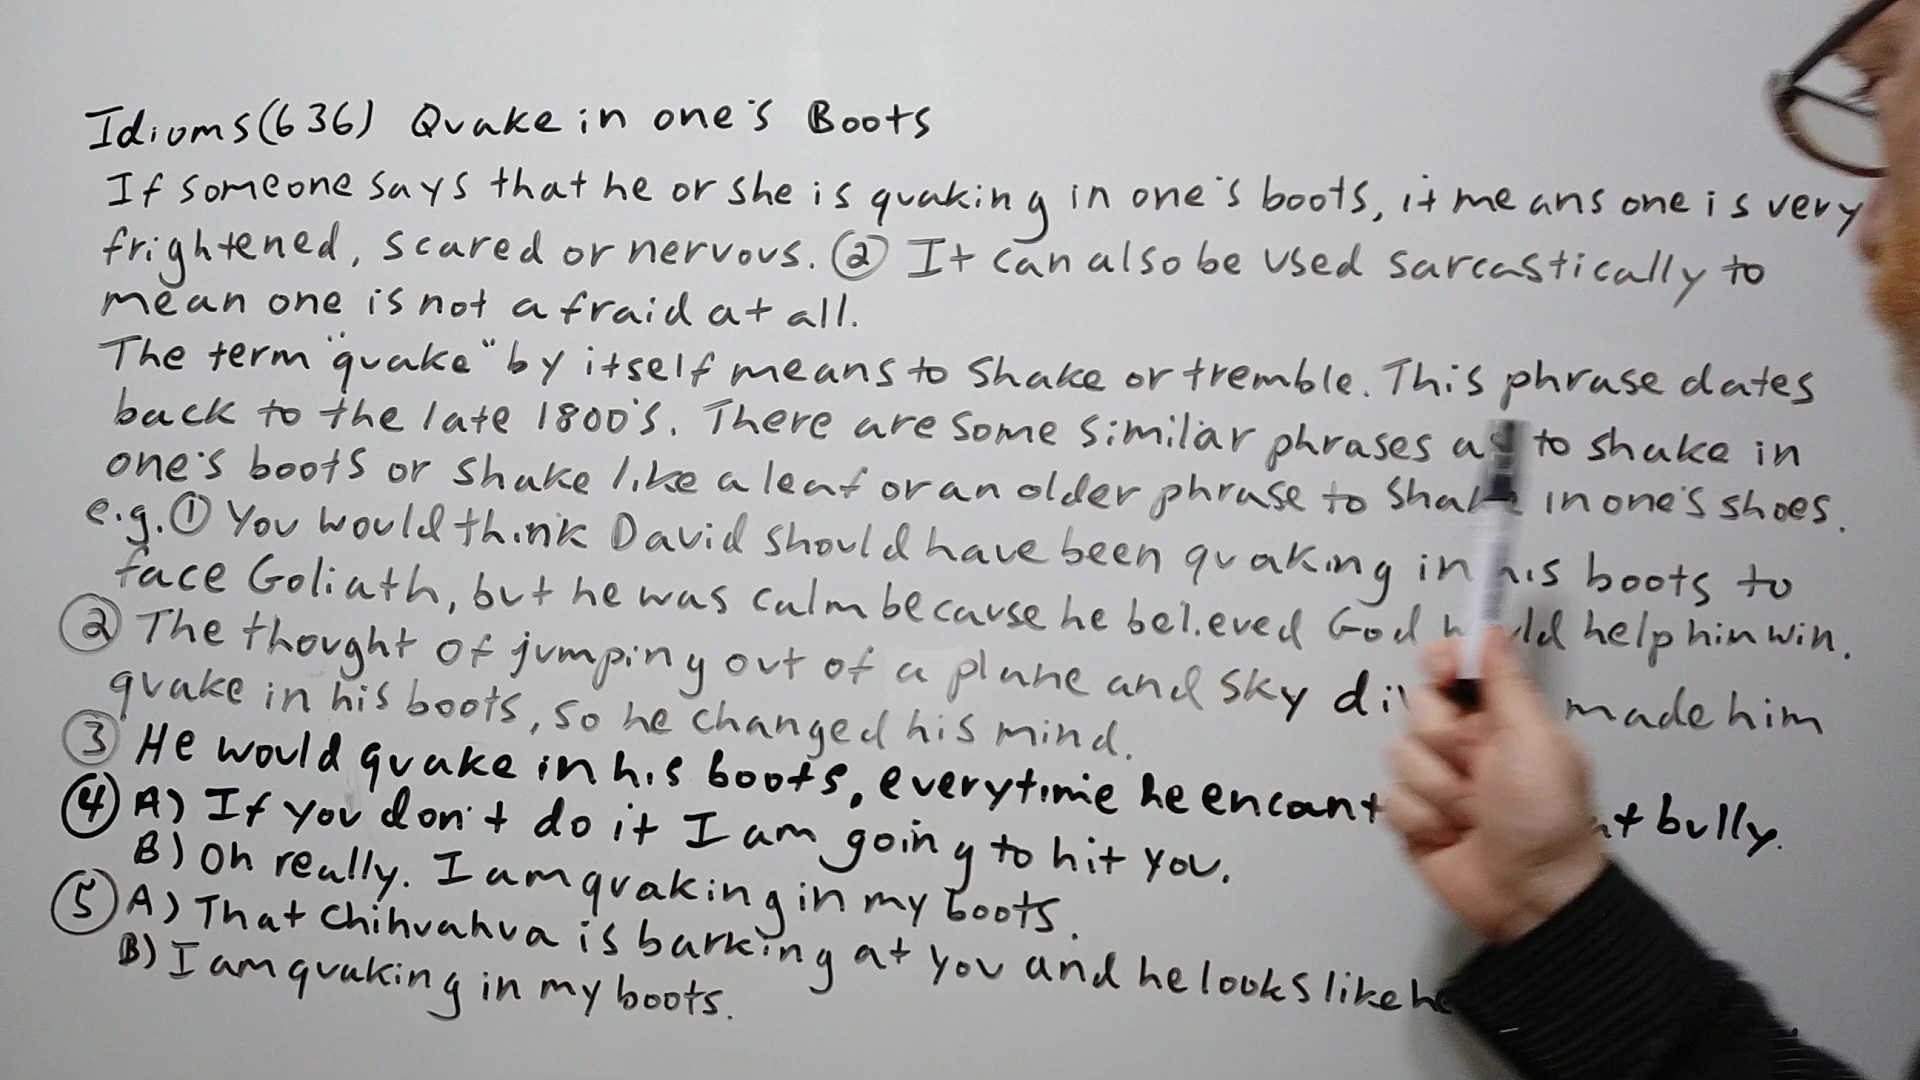 Idioms(636) Quake in one's Boots
If someone says that he or she is quaking in one's boots, it means one is very
frightened, scared or nervous. ② It can also be used sarcastically to
mean one is not afraid at all.
The term "quake" by itself means to shake or tremble. This phrase dates
back to the late 1800's. There are some similar phrases as to shake in
one's boots or shake like a leaf or an older phrase to shake in one's shoes.
e.g. ① You would think David should have been quaking in his boots to
face Goliath, but he was calm because he believed God would help him win.
② The thought of jumping out of a plane and sky made him
quake in his boots, so he changed his mind.
③ He would quake in his boots, everytime he bully.
④ A) If you don't do it I am going to hit you.
B) Oh really. I am quaking in my boots.
⑤ A) That Chihuahua is barking at you and he looks like
B) I am quaking in my boots.